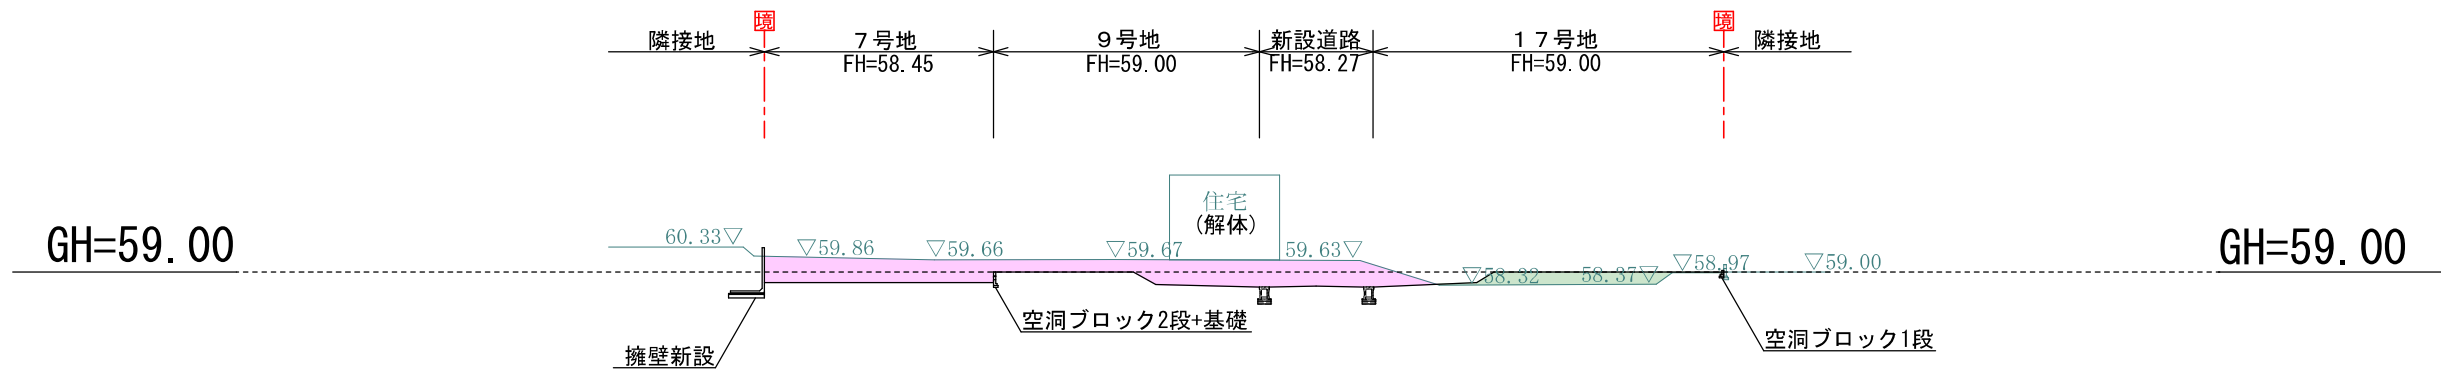 境
境
隣接地
7号地
9号地
新設道路
17号地
隣接地
FH=58.45
FH=59.00
FH=58.27
FH=59.00
住宅
(解体)
GH=59.00
60.33▽
▽59.86
▽59.66
▽59.67
59.63▽
▽58.32
58.37▽
▽58.97
▽59.00
GH=59.00
空洞ブロック2段+基礎
空洞ブロック1段
擁壁新設